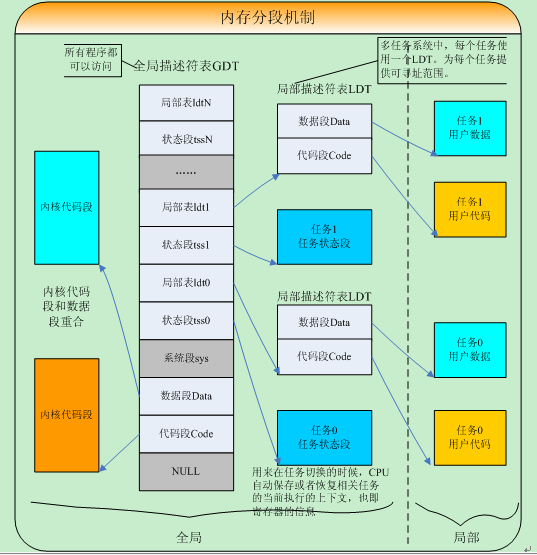 内存分段机制
所有程序都
可以访问
全局描述符表GDT
多任务系统中，每个任务使
用一个LDT。为每个任务提
供可寻址范围。
局部描述符表LDT
局部表ldtN
状态段tssN
……
局部表ldt1
状态段tss1
局部表ldt0
状态段tss0
系统段sys
数据段Data
代码段Code
NULL
内核代码段
内核代码
段和数据
段重合
内核代码段
数据段Data
代码段Code
任务1
任务状态段
局部描述符表LDT
数据段Data
代码段Code
任务0
任务状态段
用来在任务切换的时候，CPU
自动保存或者恢复相关任务
的当前执行的上下文，也即
寄存器的信息
任务1
用户数据
任务1
用户代码
任务0
用户数据
任务0
用户代码
全局
局部